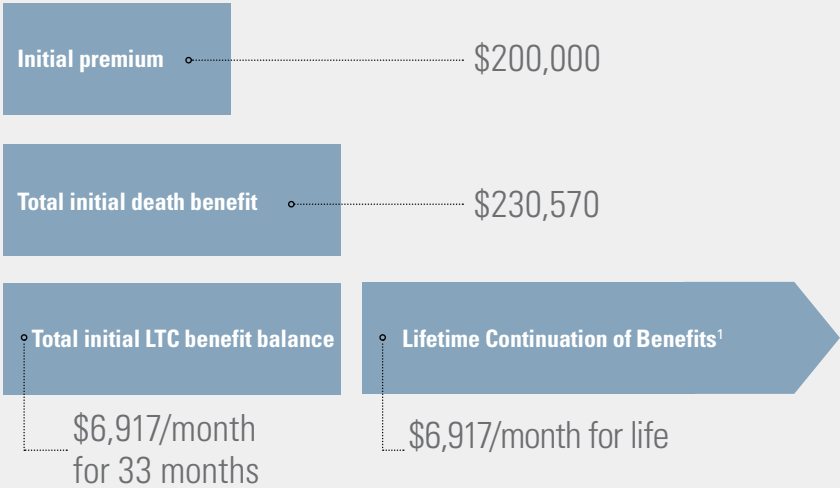 Initial premium
$200,000
Total initial death benefit
$230,570
Total initial LTC benefit balance
Lifetime Continuation of Benefits¹
$6,917/month
for 33 months
$6,917/month for life